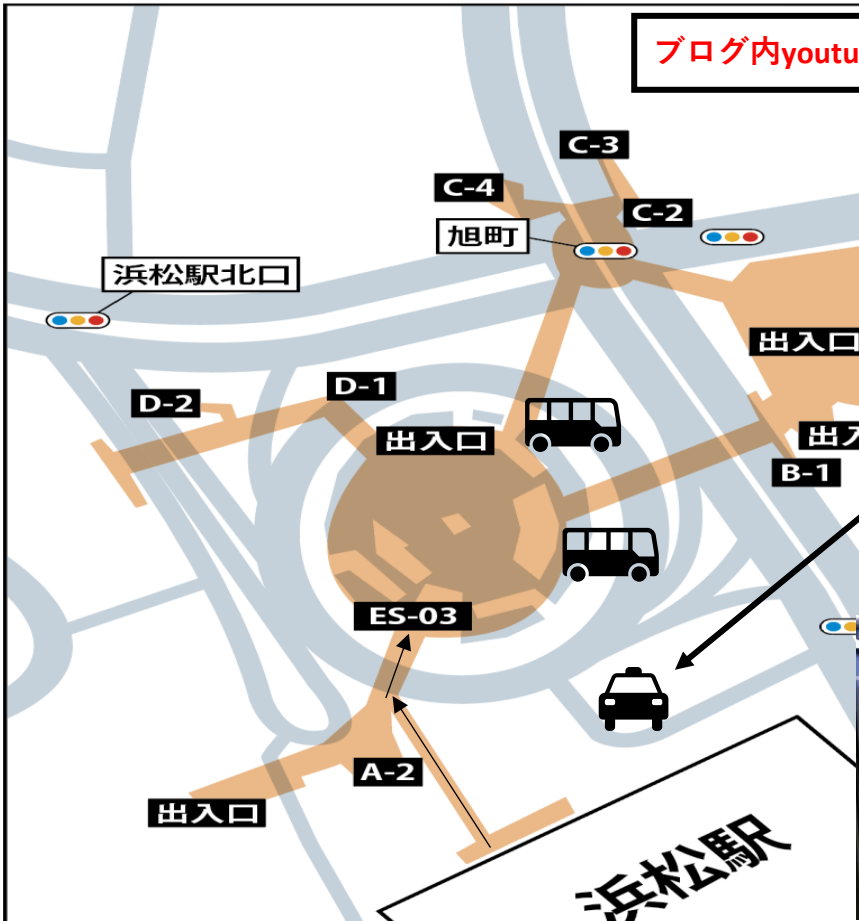 ブログ内youtu
C-3
C-4
C-2
旭町
浜松駅北口
出入口
D-1
D-2
出入口
出入
B-1
ES-03
A-2
出入口
浜松駅